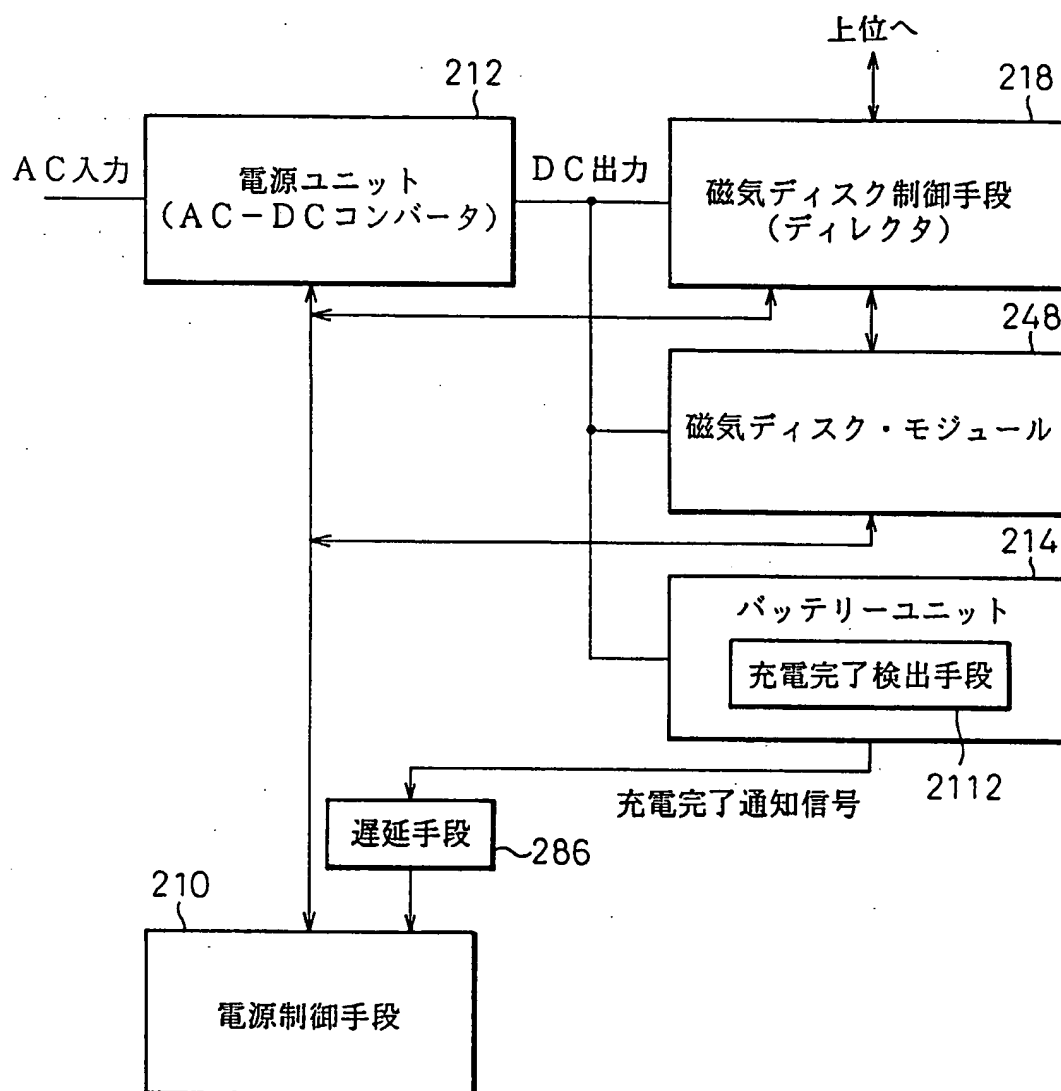 上位へ
212
218
AC入力
電源ユニット
(AC-DCコンバータ)
DC出力
磁気ディスク制御手段
(ディレクタ)
248
磁気ディスク・モジュール
214
バッテリーユニット
充電完了検出手段
2112
充電完了通知信号
遅延手段
286
210
電源制御手段